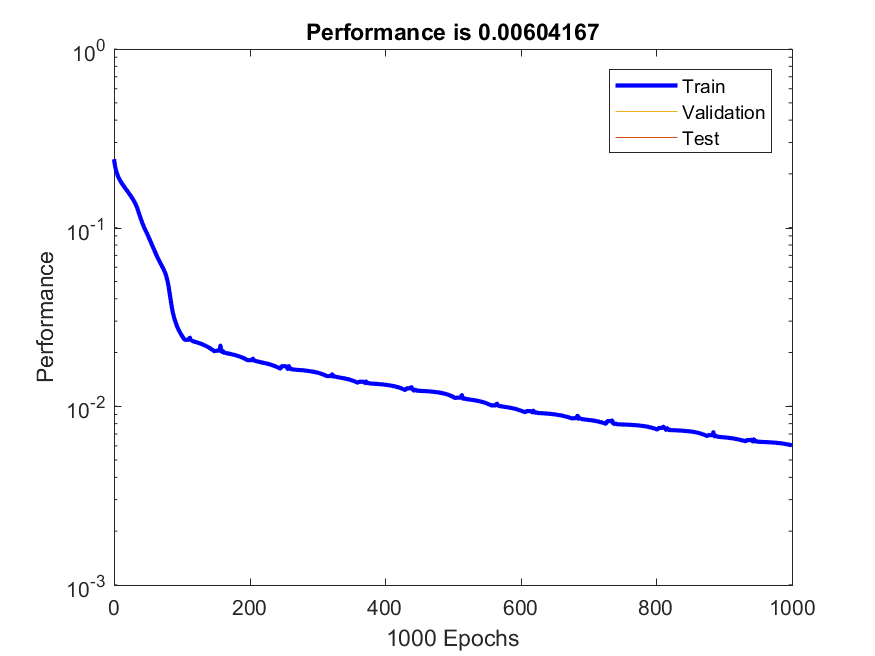 Performance is 0.00604167
10^0
10^-1
10^-2
10^-3
Performance
Train
Validation
Test
0
200
400
600
800
1000
1000 Epochs